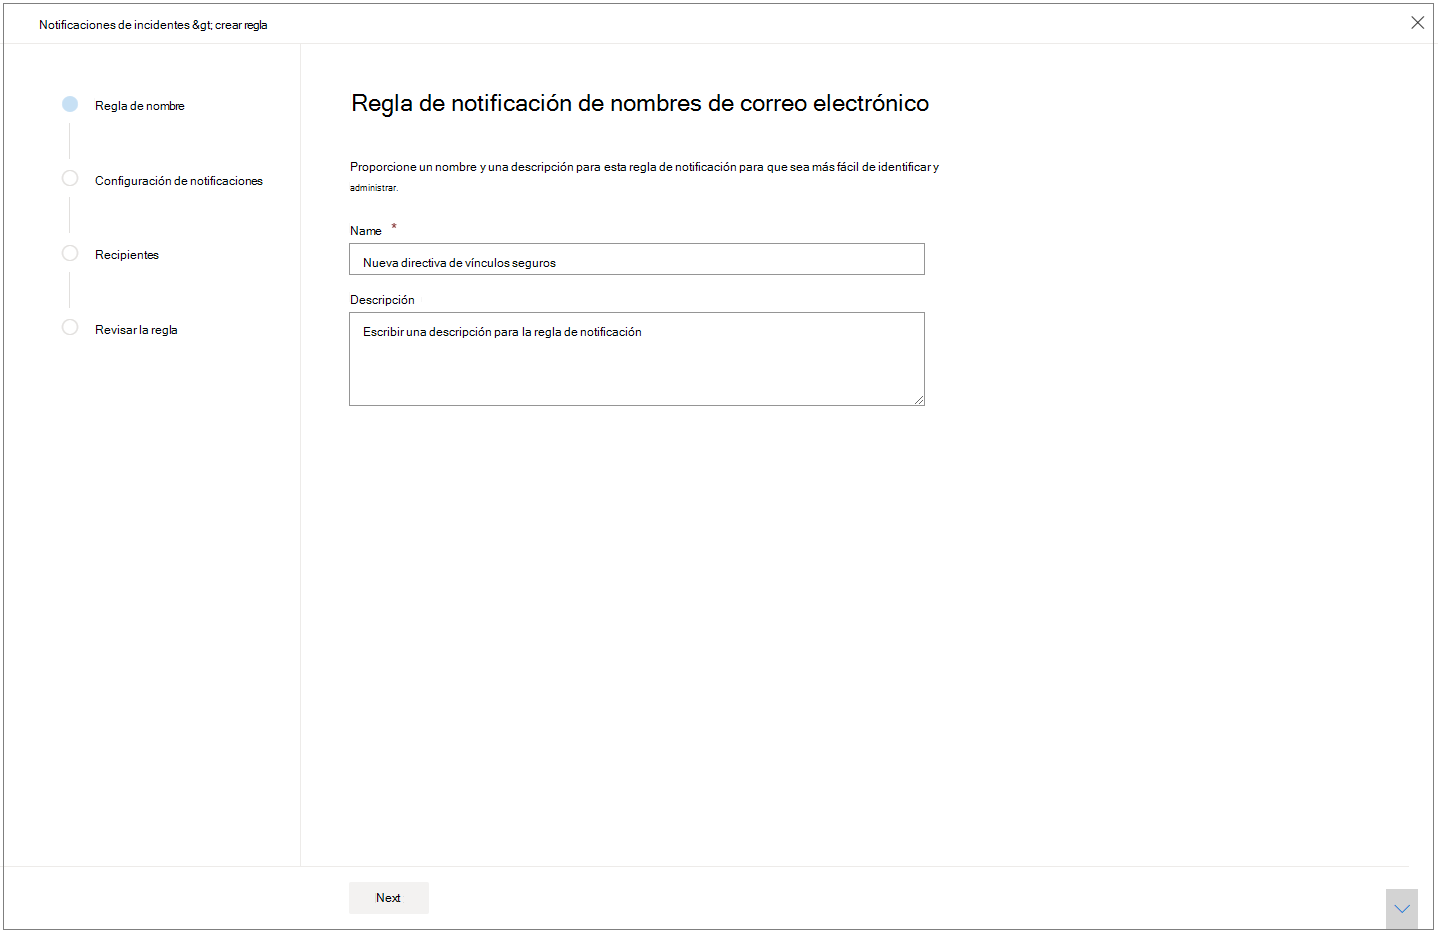 Notificaciones de incidentes &gt; crear regla
Regla de nombre
Configuración de notificaciones
Recipientes
Revisar la regla
Regla de notificación de nombres de correo electrónico
Proporcione un nombre y una descripción para esta regla de notificación para que sea más fácil de identificar y
administrar.
Name *
Nueva directiva de vínculos seguros
Descripción
Escribir una descripción para la regla de notificación
Next